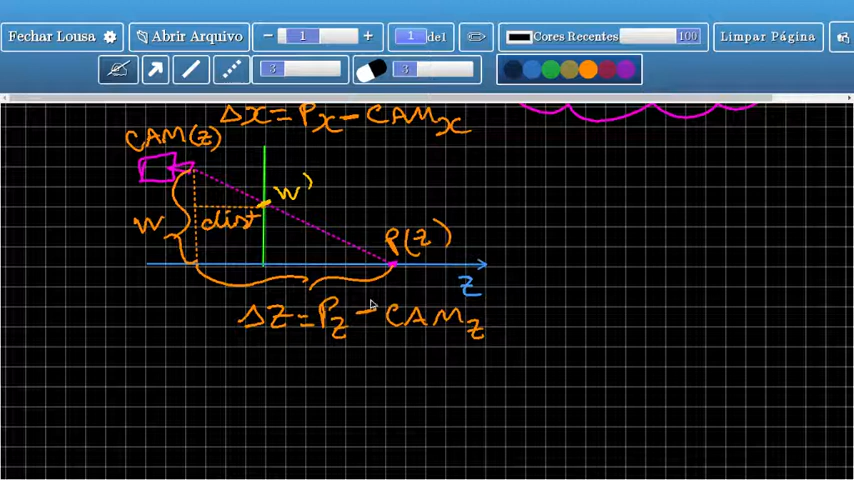 Fechar Lousa Abrir Arquivo − 1 + 1 de1 Cores Recentes 100 Limpar Página
3 3
Δx = Px − CAMx
CAM(z)
W'
W dist
P(z)
z
ΔZ = Pz − CAMz